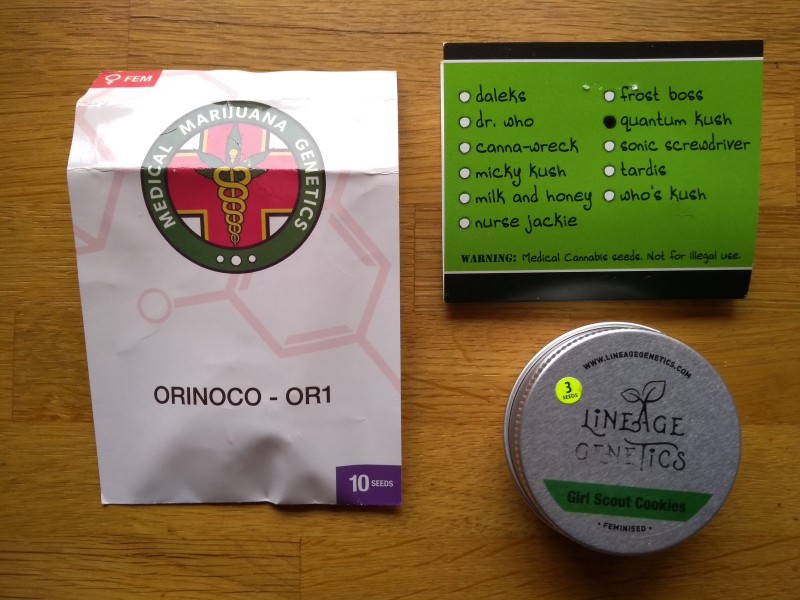 FEM
MEDICAL MARIJUANA GENETICS
ORINOCO - OR1
10 SEEDS
daleks
dr. who
canna-wreck
micky kush
milk and honey
nurse jackie
frost boss
quantum kush
sonic screwdriver
tardis
who's kush
WARNING: Medical Cannabis seeds. Not for illegal use.
WWW.LINEAGEGENETICS.COM
3
SEEDS
LINEAGE
GENETICS
Girl Scout Cookies
• FEMINISED •